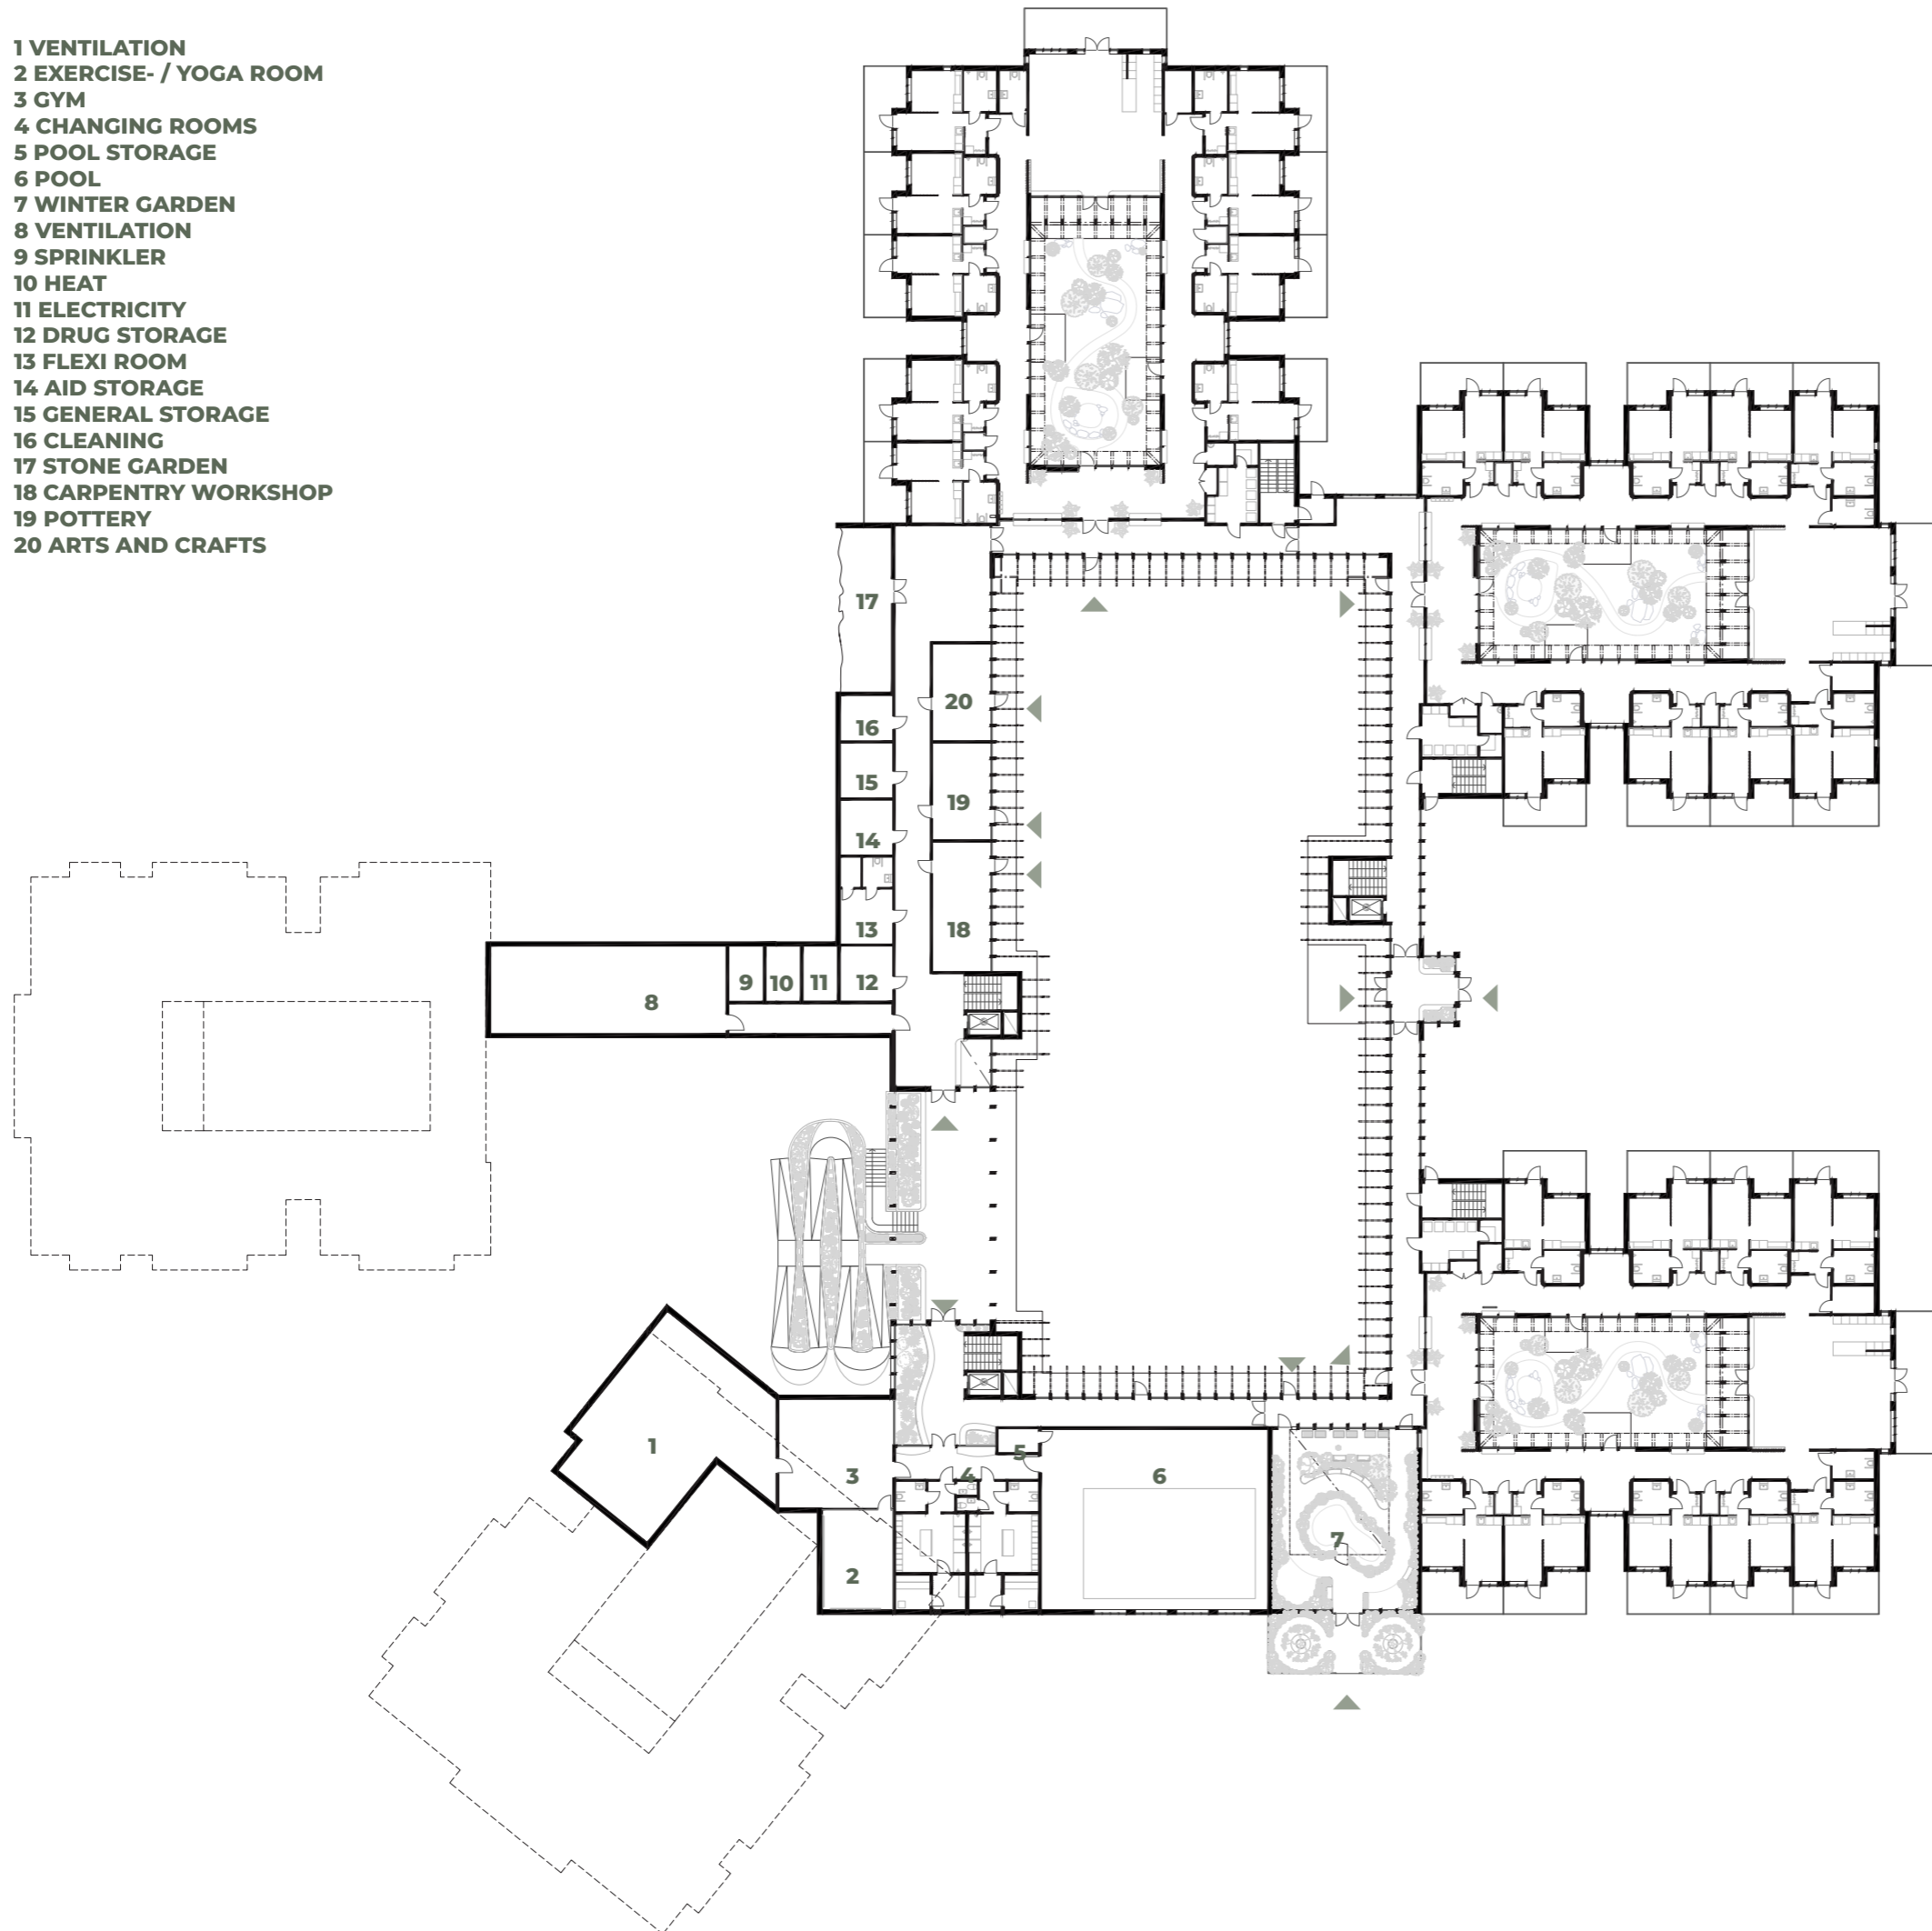 1 VENTILATION
2 EXERCISE- / YOGA ROOM
3 GYM
4 CHANGING ROOMS
5 POOL STORAGE
6 POOL
7 WINTER GARDEN
8 VENTILATION
9 SPRINKLER
10 HEAT
11 ELECTRICITY
12 DRUG STORAGE
13 FLEXI ROOM
14 AID STORAGE
15 GENERAL STORAGE
16 CLEANING
17 STONE GARDEN
18 CARPENTRY WORKSHOP
19 POTTERY
20 ARTS AND CRAFTS
17
20
16
15
19
14
13
18
9
10
11
12
8
1
5
3
4
6
7
2